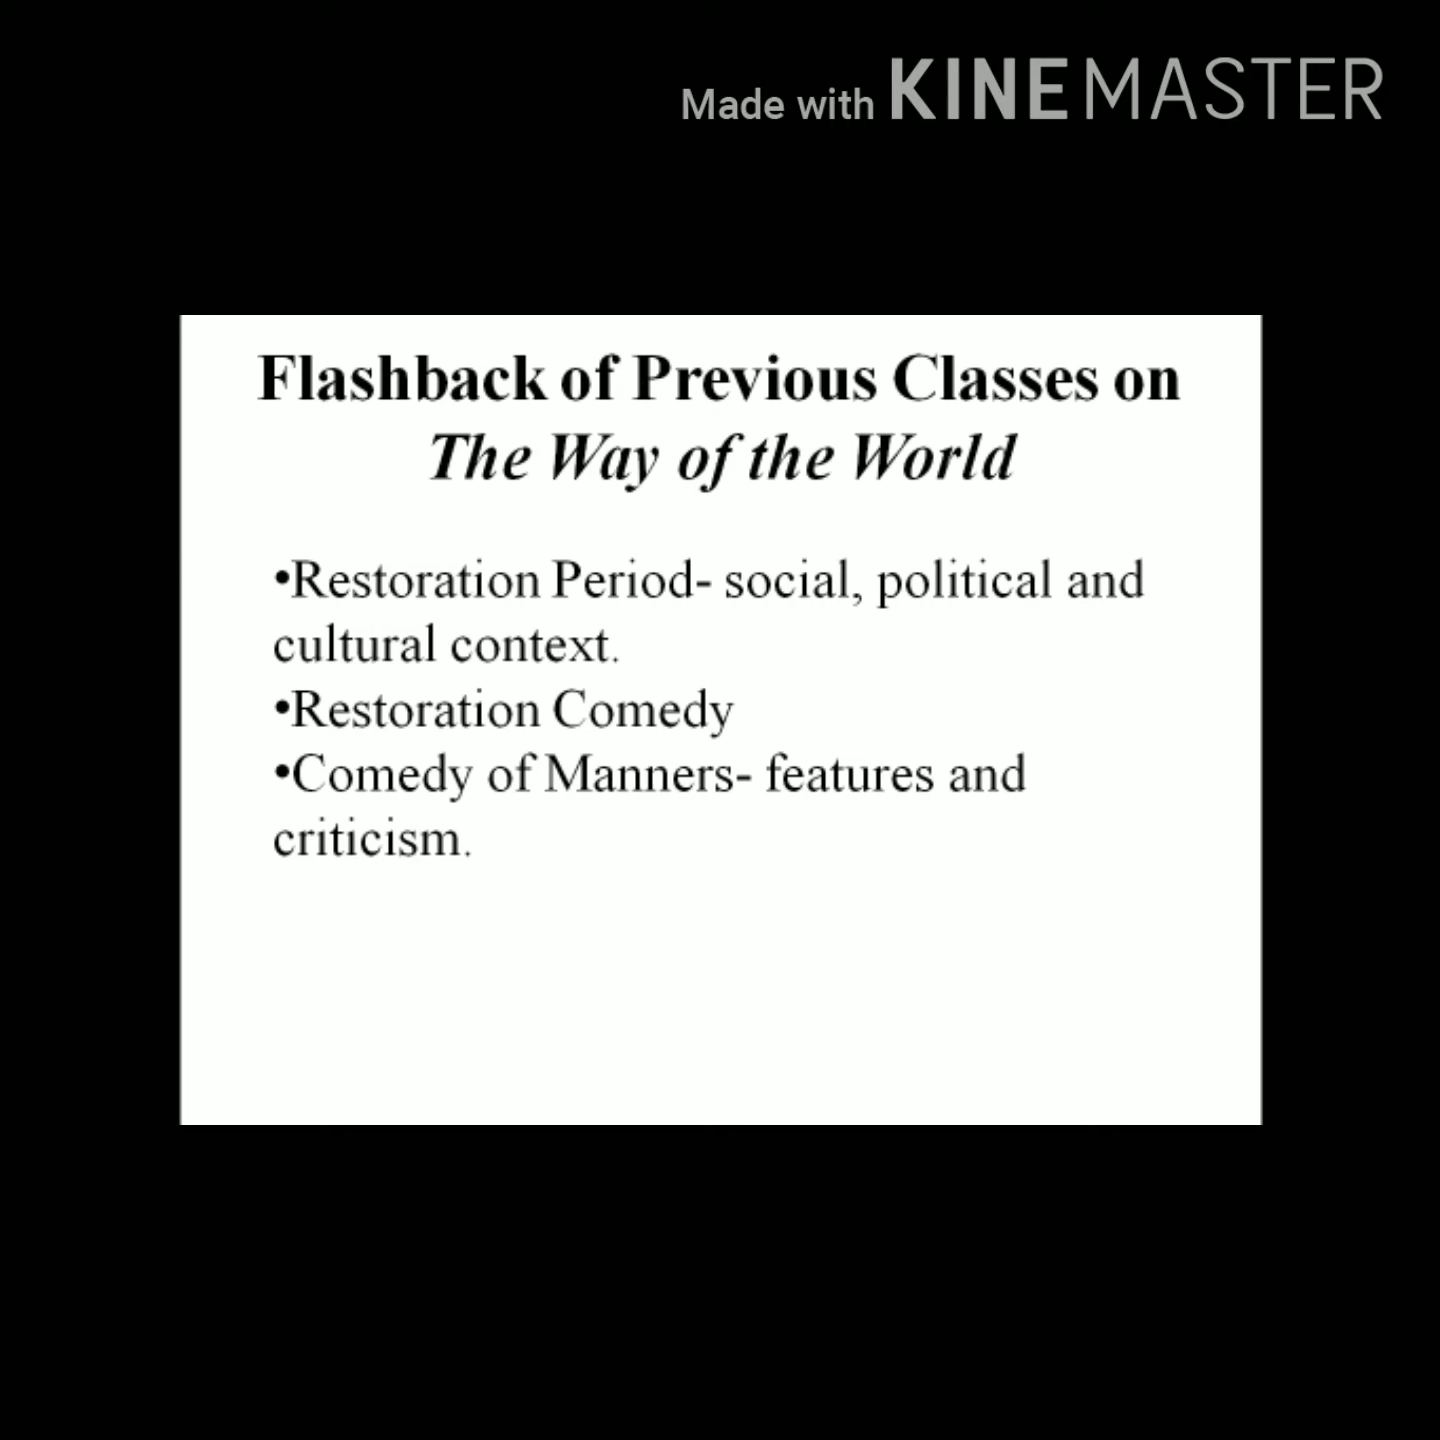 Made with KINEMASTER
Flashback of Previous Classes on
The Way of the World
•Restoration Period- social, political and
cultural context.
•Restoration Comedy
•Comedy of Manners- features and
criticism.